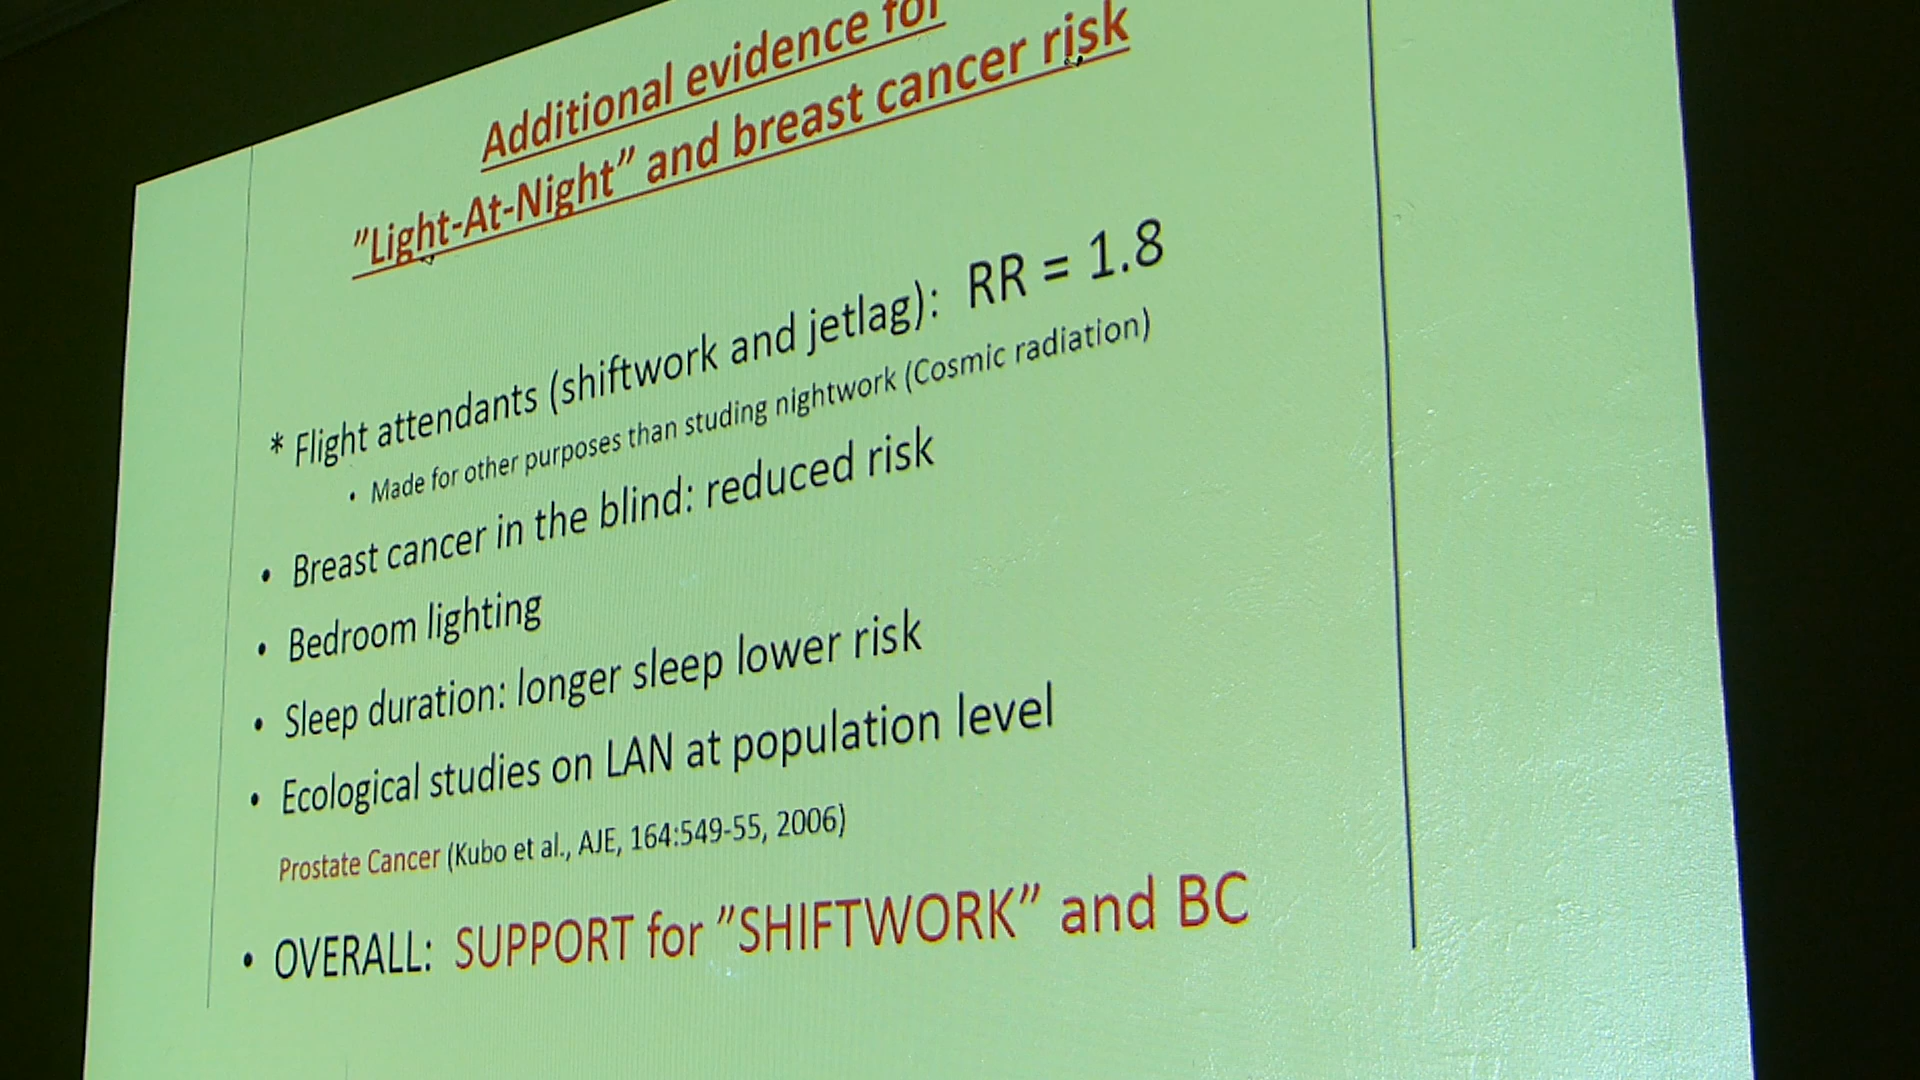 Additional evidence for
”Light-At-Night” and breast cancer risk
* Flight attendants (shiftwork and jetlag): RR = 1.8
• Made for other purposes than studing nightwork (Cosmic radiation)
• Breast cancer in the blind: reduced risk
• Bedroom lighting
• Sleep duration: longer sleep lower risk
• Ecological studies on LAN at population level
Prostate Cancer (Kubo et al., AJE, 164:549-55, 2006)
• OVERALL: SUPPORT for ”SHIFTWORK” and BC